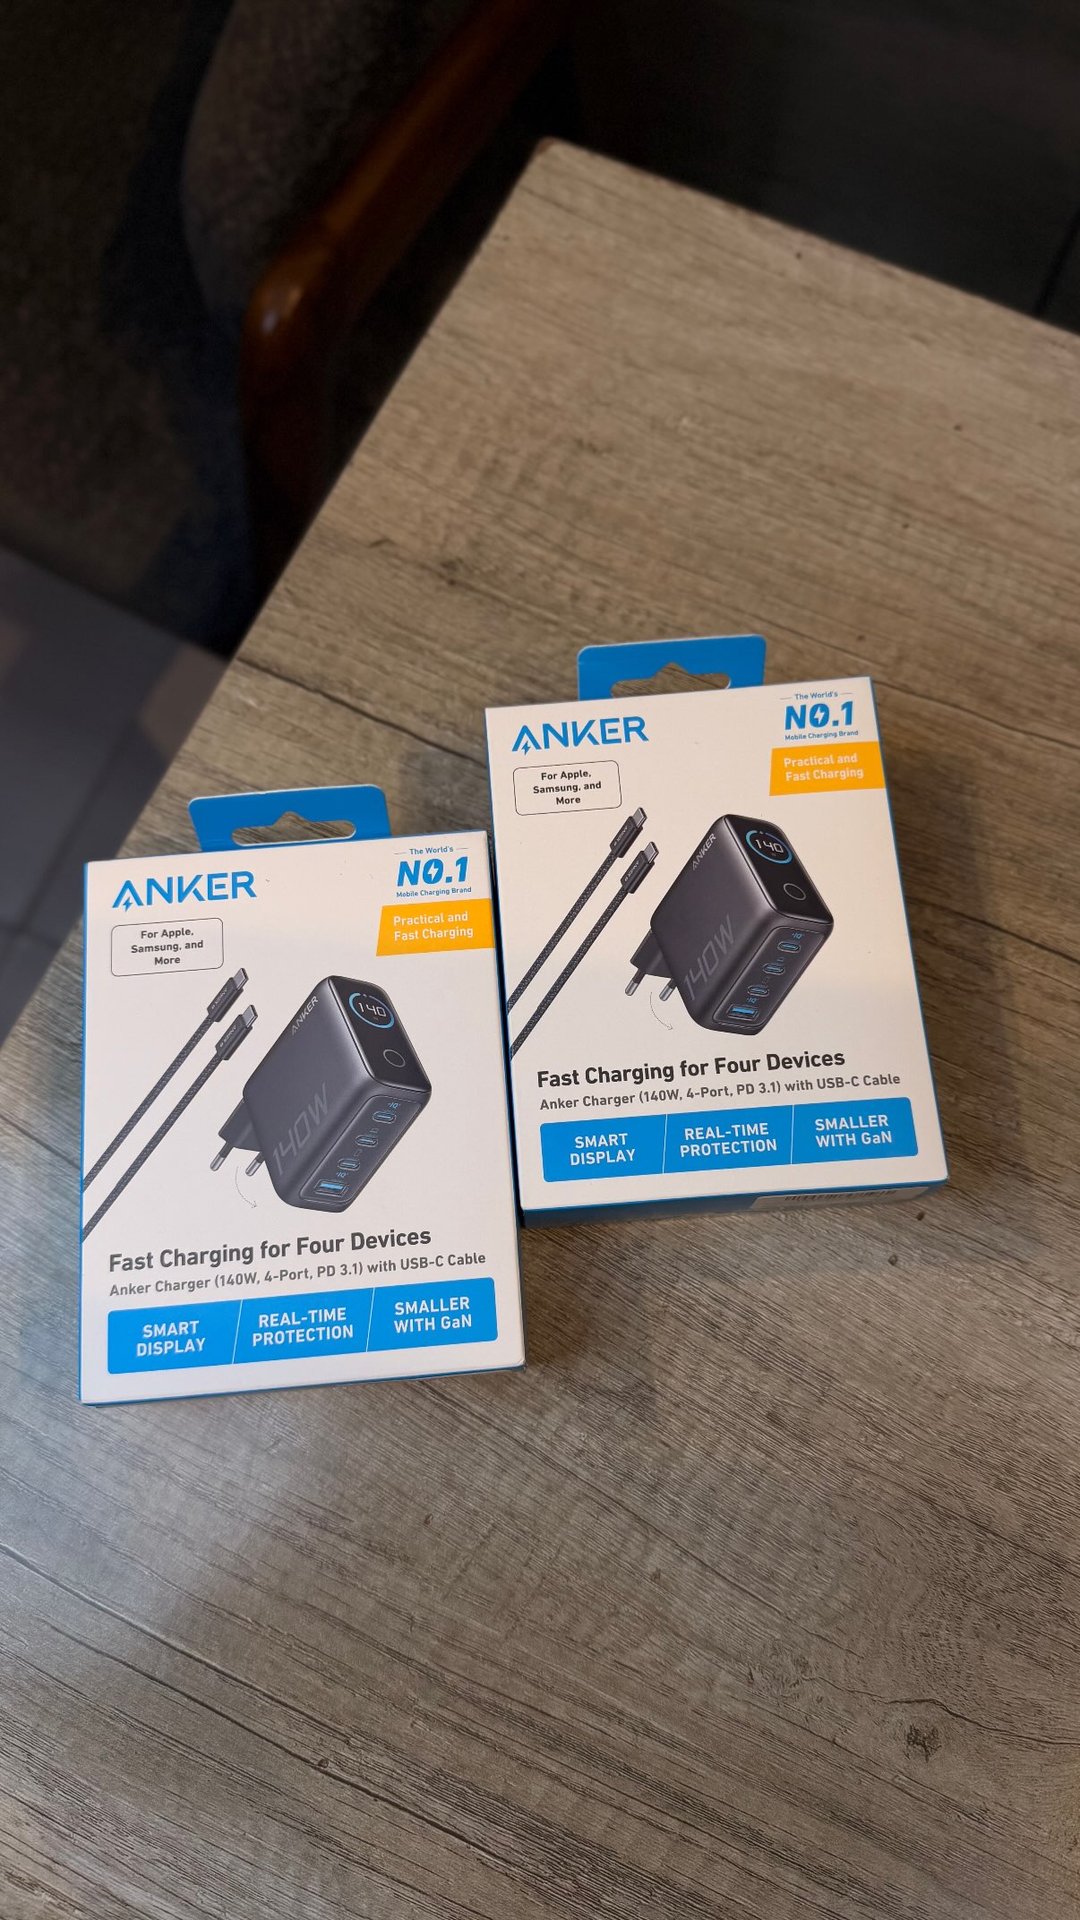 ANKER
The World's
NO.1
Mobile Charging Brand
Practical and
Fast Charging
For Apple,
Samsung, and
More
ANKER
140
140W
Fast Charging for Four Devices
Anker Charger (140W, 4-Port, PD 3.1) with USB-C Cable
SMART
DISPLAY
REAL-TIME
PROTECTION
SMALLER
WITH GaN
ANKER
The World's
NO.1
Mobile Charging Brand
Practical and
Fast Charging
For Apple,
Samsung, and
More
ANKER
140
140W
Fast Charging for Four Devices
Anker Charger (140W, 4-Port, PD 3.1) with USB-C Cable
SMART
DISPLAY
REAL-TIME
PROTECTION
SMALLER
WITH GaN